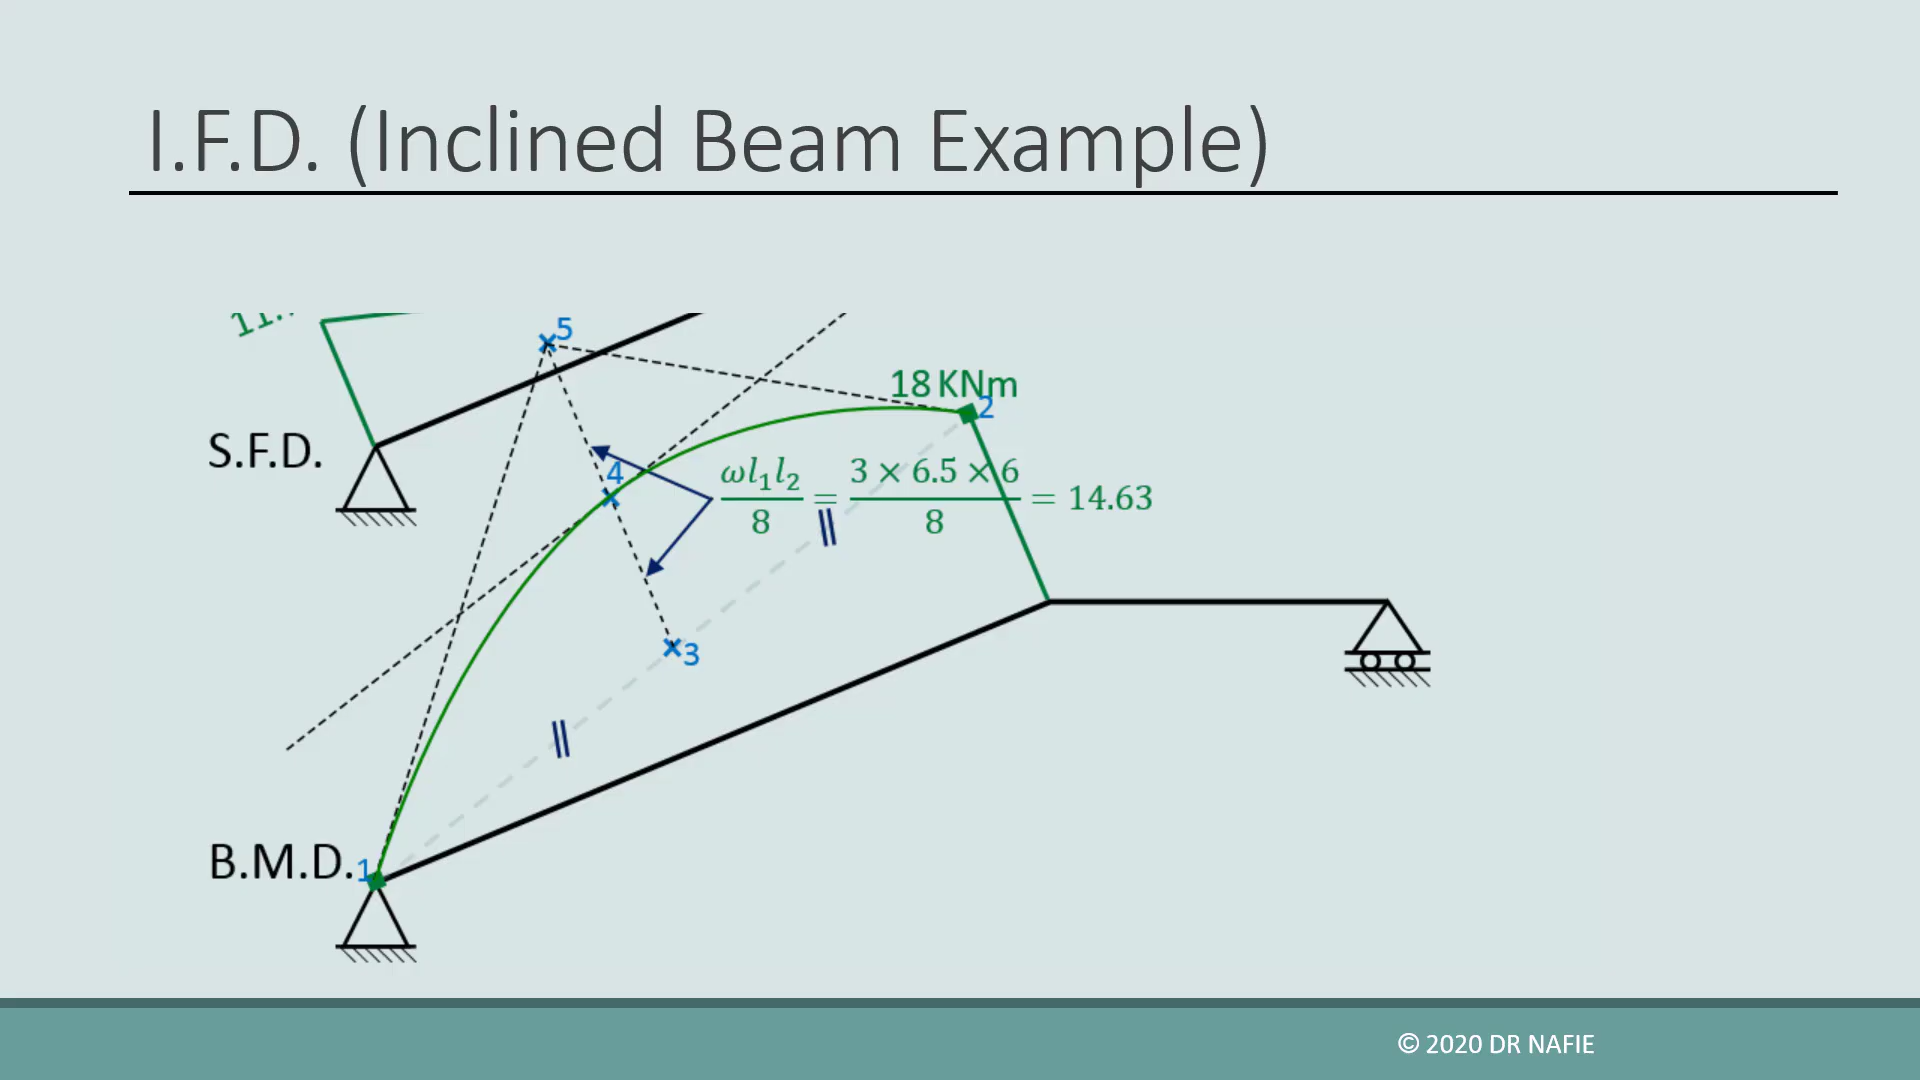 I.F.D. (Inclined Beam Example)
5
18 KNm
2
S.F.D.
4
ωl₁l₂/8 = 3 × 6.5 × 6/8 = 14.63
3
B.M.D.
1
© 2020 DR NAFIE